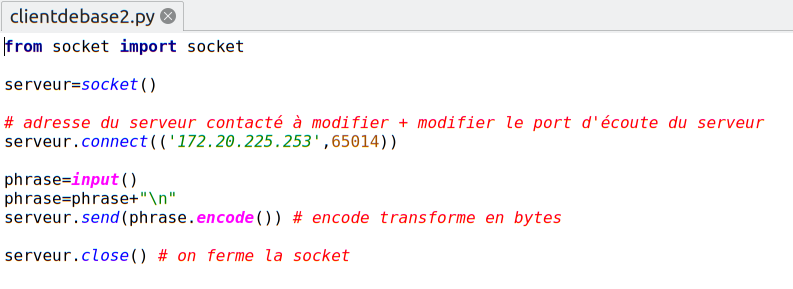 clientdebase2.py
from socket import socket
serveur=socket()
# adresse du serveur contacté à modifier + modifier le port d'écoute du serveur
serveur.connect(('172.20.225.253',65014))
phrase=input()
phrase=phrase+"\n"
serveur.send(phrase.encode()) # encode transforme en bytes
serveur.close() # on ferme la socket